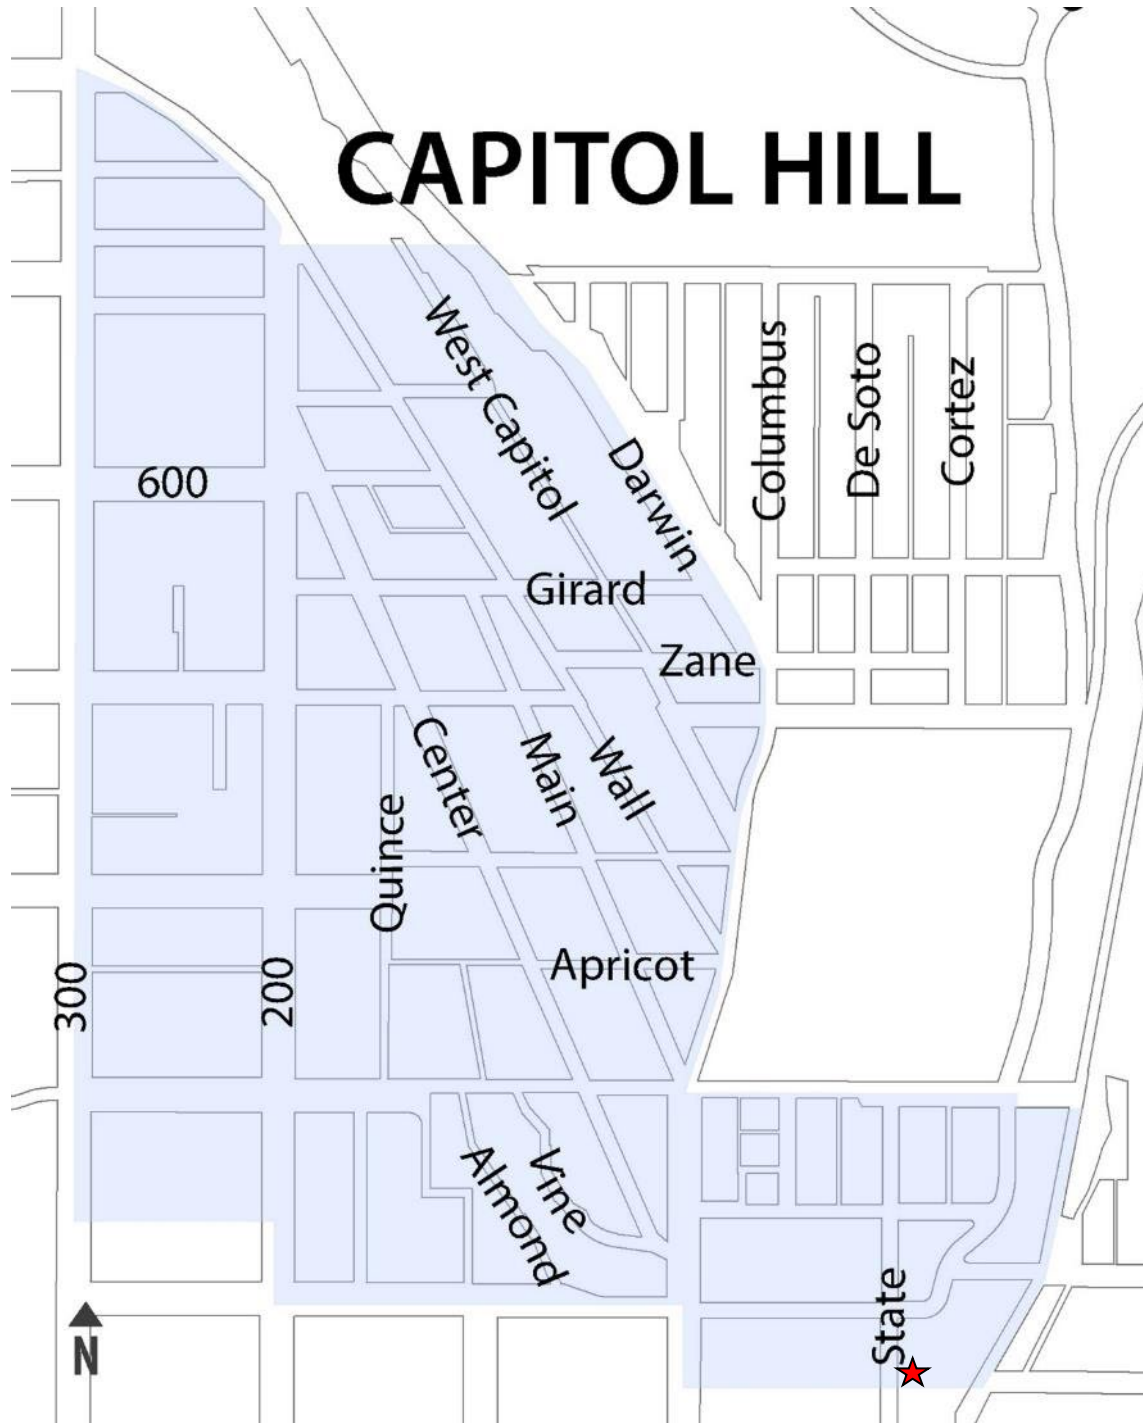 CAPITOL HILL
West Capitol
Columbus
De Soto
Cortez
Darwin
600
Girard
Zane
Center
Main
Wall
Quince
Apricot
300
200
Almond
Vine
State
N